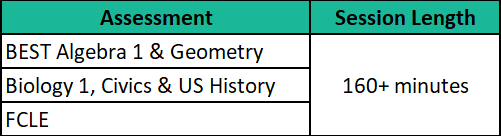 Assessment Session Length
BEST Algebra 1 & Geometry
Biology 1, Civics & US History 160+ minutes
FCLE